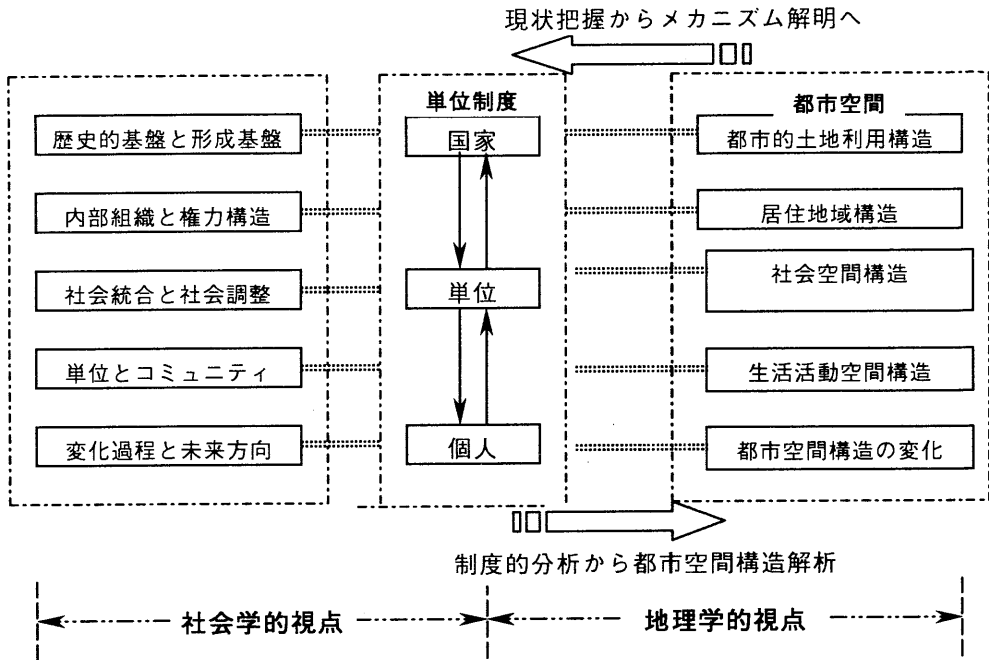 現状把握からメカニズム解明へ
単位制度
都市空間
歴史的基盤と形成基盤
国家
都市的土地利用構造
内部組織と権力構造
居住地域構造
社会統合と社会調整
単位
社会空間構造
単位とコミュニティ
生活活動空間構造
変化過程と未来方向
個人
都市空間構造の変化
制度的分析から都市空間構造解析
社会学的視点
地理学的視点